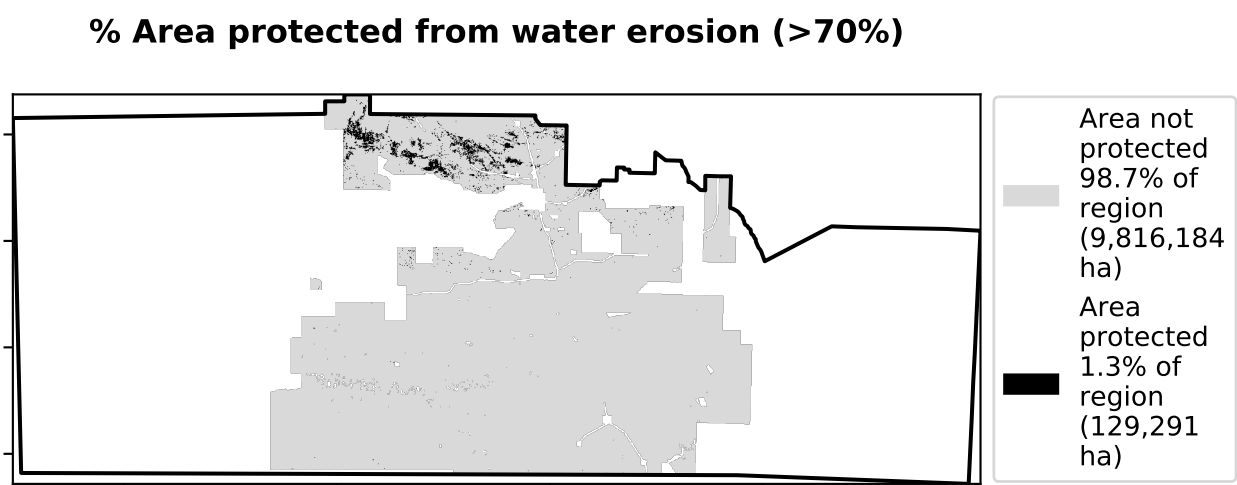 % Area protected from water erosion (>70%)
Area not
protected
98.7% of
region
(9,816,184
ha)
Area
protected
1.3% of
region
(129,291
ha)